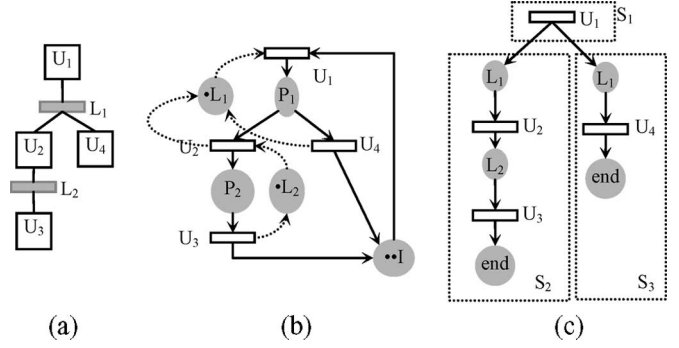 U₁
L₁
U₂
U₄
L₂
U₃
(a)
U₁
•L₁
P₁
U₂
U₄
P₂
•L₂
U₃
••I
(b)
U₁
S₁
L₁
L₁
U₂
U₄
L₂
end
U₃
end
S₂
S₃
(c)